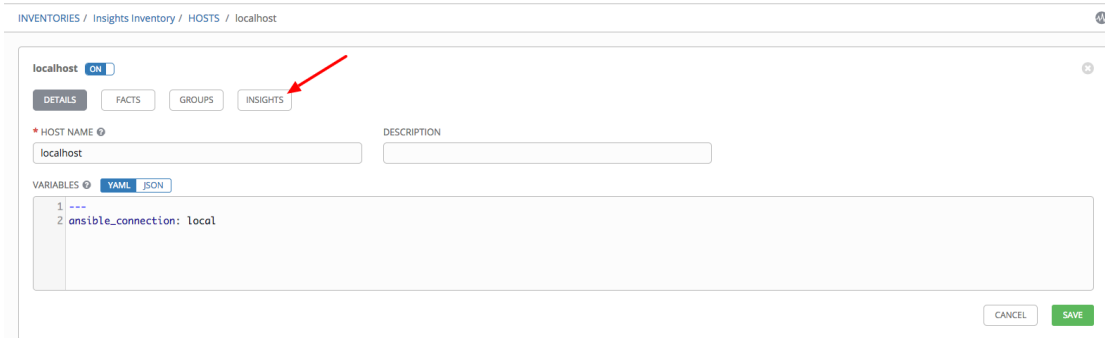 INVENTORIES / Insights Inventory / HOSTS / localhost
localhost ON
DETAILS FACTS GROUPS INSIGHTS
* HOST NAME ? DESCRIPTION
localhost
VARIABLES ? YAML JSON
1 ---
2 ansible_connection: local
CANCEL SAVE